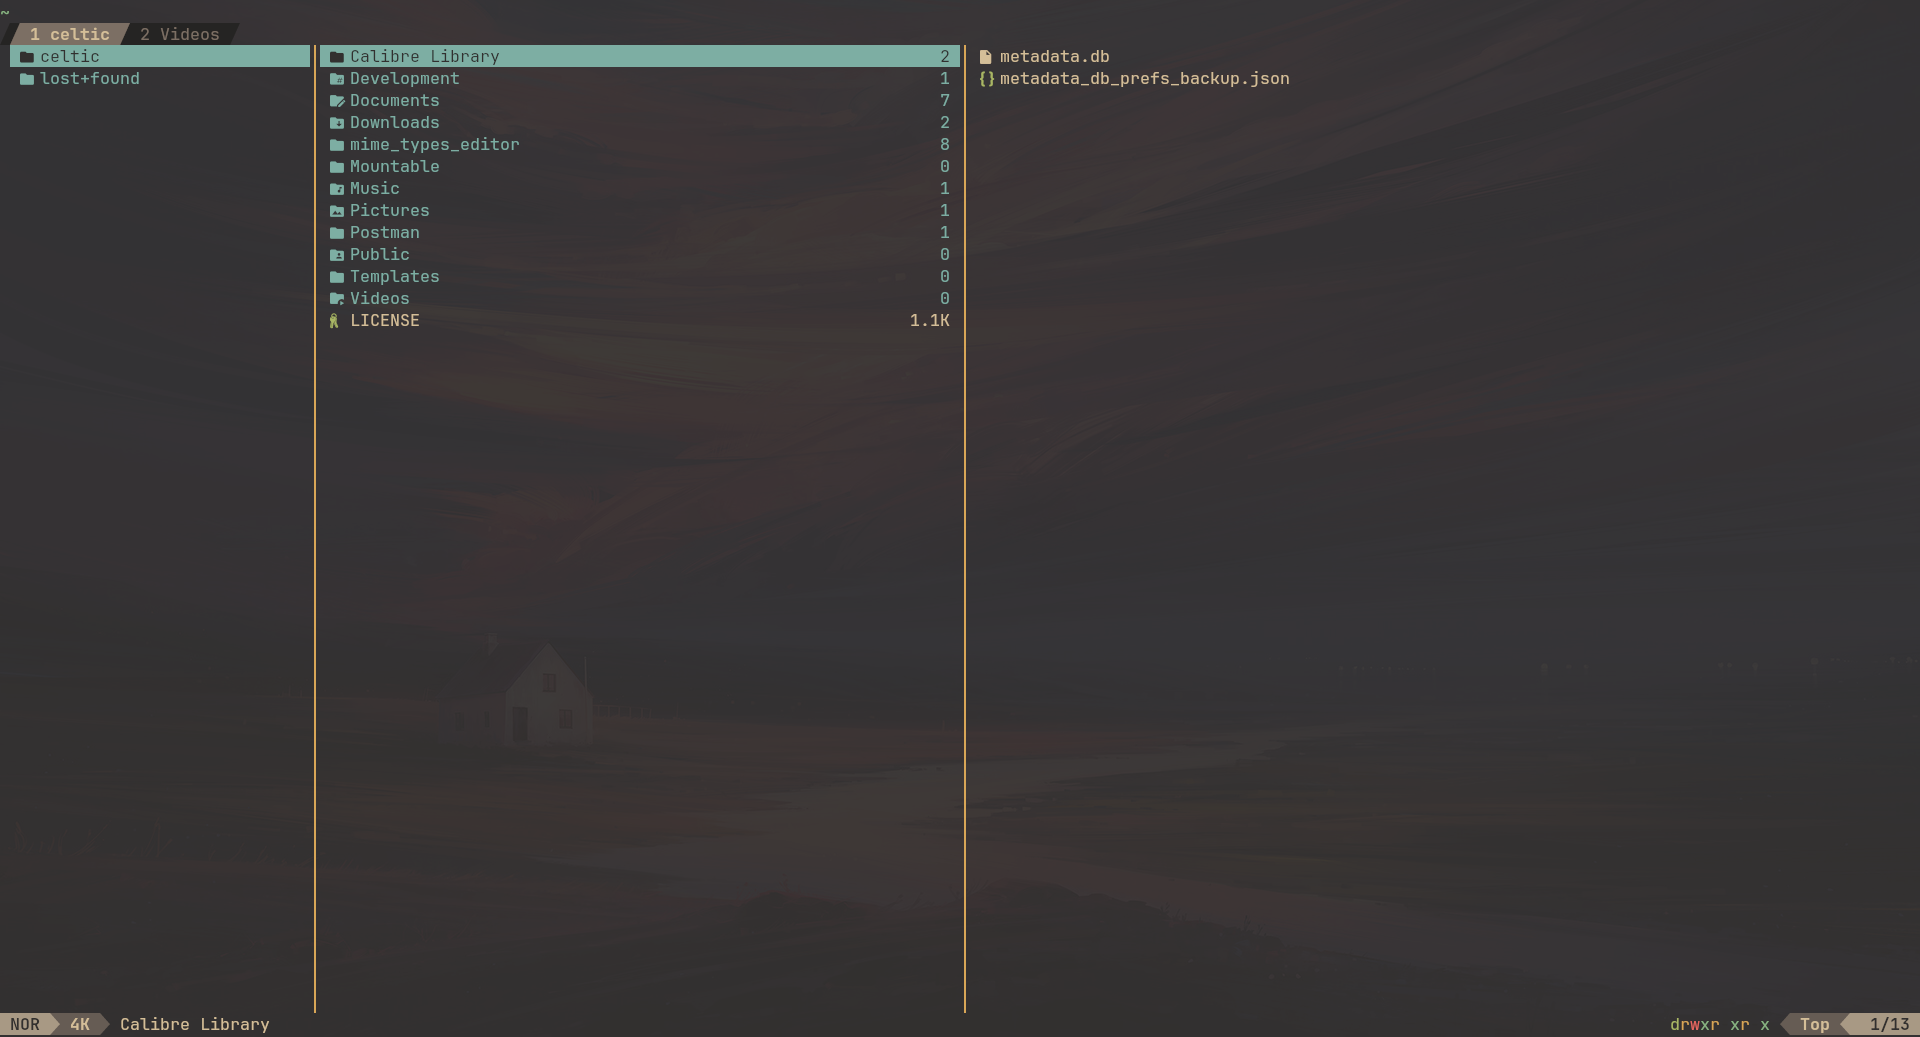 ~
1 celtic 2 Videos
celtic
lost+found
Calibre Library 2
Development 1
Documents 7
Downloads 2
mime_types_editor 8
Mountable 0
Music 1
Pictures 1
Postman 1
Public 0
Templates 0
Videos 0
LICENSE 1.1K
metadata.db
{} metadata_db_prefs_backup.json
NOR 4K Calibre Library drwxr xr x Top 1/13